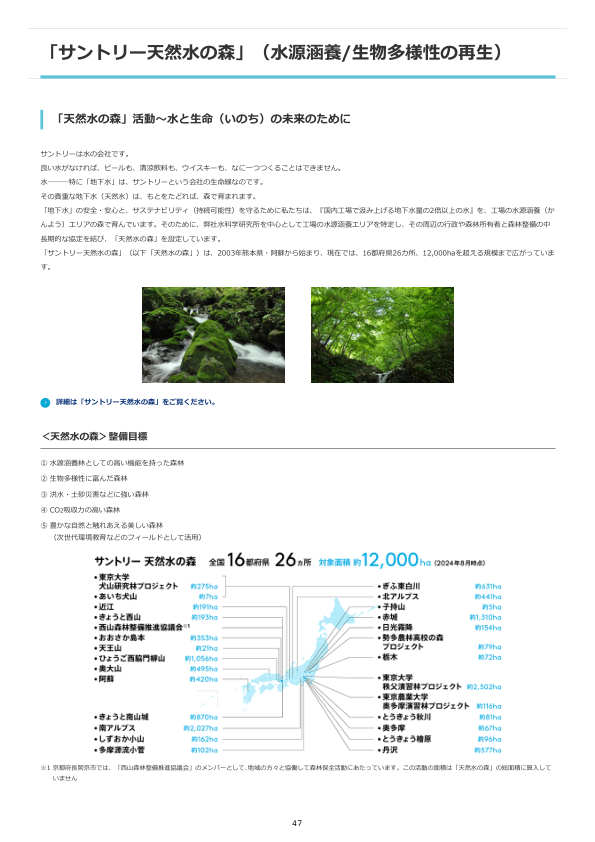 「サントリー天然水の森」（水源涵養/生物多様性の再生）
「天然水の森」活動～水と生命（いのち）の未来のために
サントリーは水の会社です。
良い水がなければ、ビールも、清涼飲料も、ウイスキーも、なに一つつくることはできません。
水───特に「地下水」は、サントリーという会社の生命線なのです。
その貴重な地下水（天然水）は、もとをたどれば、森で育まれます。
「地下水」の安全・安心と、サステナビリティ（持続可能性）を守るために私たちは、『国内工場で汲み上げる地下水量の2倍以上の水』を、工場の水源涵養（か
んよう）エリアの森で育んでいます。そのために、弊社水科学研究所を中心として工場の水源涵養エリアを特定し、その周辺の行政や森林所有者と森林整備の中
長期的な協定を結び、「天然水の森」を設定しています。
「サントリー天然水の森」（以下「天然水の森」）は、2003年熊本県・阿蘇から始まり、現在では、16都府県26カ所、12,000haを超える規模まで広がっていま
す。
詳細は「サントリー天然水の森」をご覧ください。
＜天然水の森＞整備目標
① 水源涵養林としての高い機能を持った森林
② 生物多様性に富んだ森林
③ 洪水・土砂災害などに強い森林
④ CO2吸収力の高い森林
⑤ 豊かな自然と触れあえる美しい森林
（次世代環境教育などのフィールドとして活用）
サントリー 天然水の森 全国16都府県 26ヵ所 対象面積 約12,000ha（2024年8月時点）
・東京大学
犬山研究林プロジェクト 約275ha
・あいち犬山 約7ha
・近江 約191ha
・きょうと西山 約193ha
・西山森林整備推進協議会※1
・おおさか島本 約353ha
・天王山 約21ha
・ひょうご西脇門柳山 約1,056ha
・奥大山 約495ha
・阿蘇 約420ha
・きょうと南山城 約870ha
・南アルプス 約2,027ha
・しずおか小山 約162ha
・多摩源流小菅 約102ha
・ぎふ東白川 約631ha
・北アルプス 約441ha
・子持山 約5ha
・赤城 約1,310ha
・日光霧降 約154ha
・勢多農林高校の森
プロジェクト 約79ha
・栃木 約72ha
・東京大学
秩父演習林プロジェクト 約2,502ha
・東京農業大学
奥多摩演習林プロジェクト 約116ha
・とうきょう秋川 約81ha
・奥多摩 約67ha
・とうきょう檜原 約96ha
・丹沢 約577ha
※1 京都府長岡京市では、「西山森林整備推進協議会」のメンバーとして、地域の方々と協働して森林保全活動にあたっています。この活動の面積は「天然水の森」の総面積に算入して
いません
47